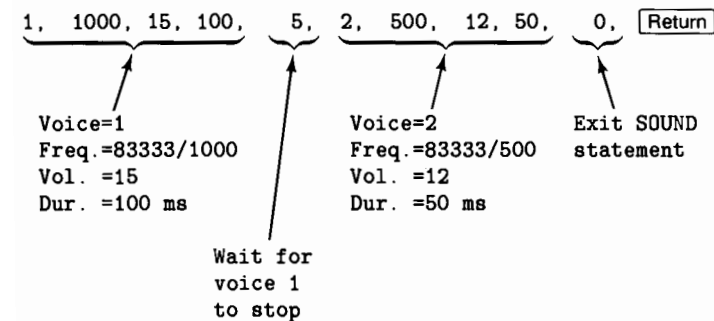 1, 1000, 15, 100, 5, 2, 500, 12, 50, 0, Return
Voice=1
Freq.=83333/1000
Vol. =15
Dur. =100 ms
Voice=2
Freq.=83333/500
Vol. =12
Dur. =50 ms
Exit SOUND
statement
Wait for
voice 1
to stop